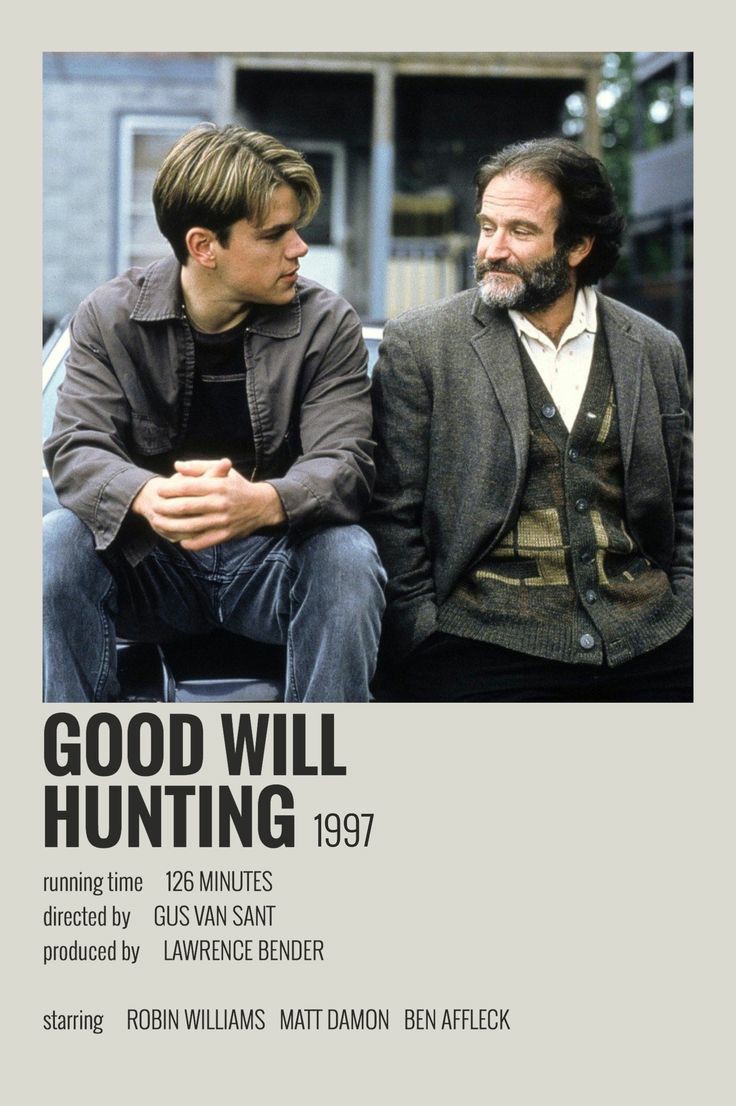 GOOD WILL
HUNTING 1997
running time 126 MINUTES
directed by GUS VAN SANT
produced by LAWRENCE BENDER
starring ROBIN WILLIAMS MATT DAMON BEN AFFLECK